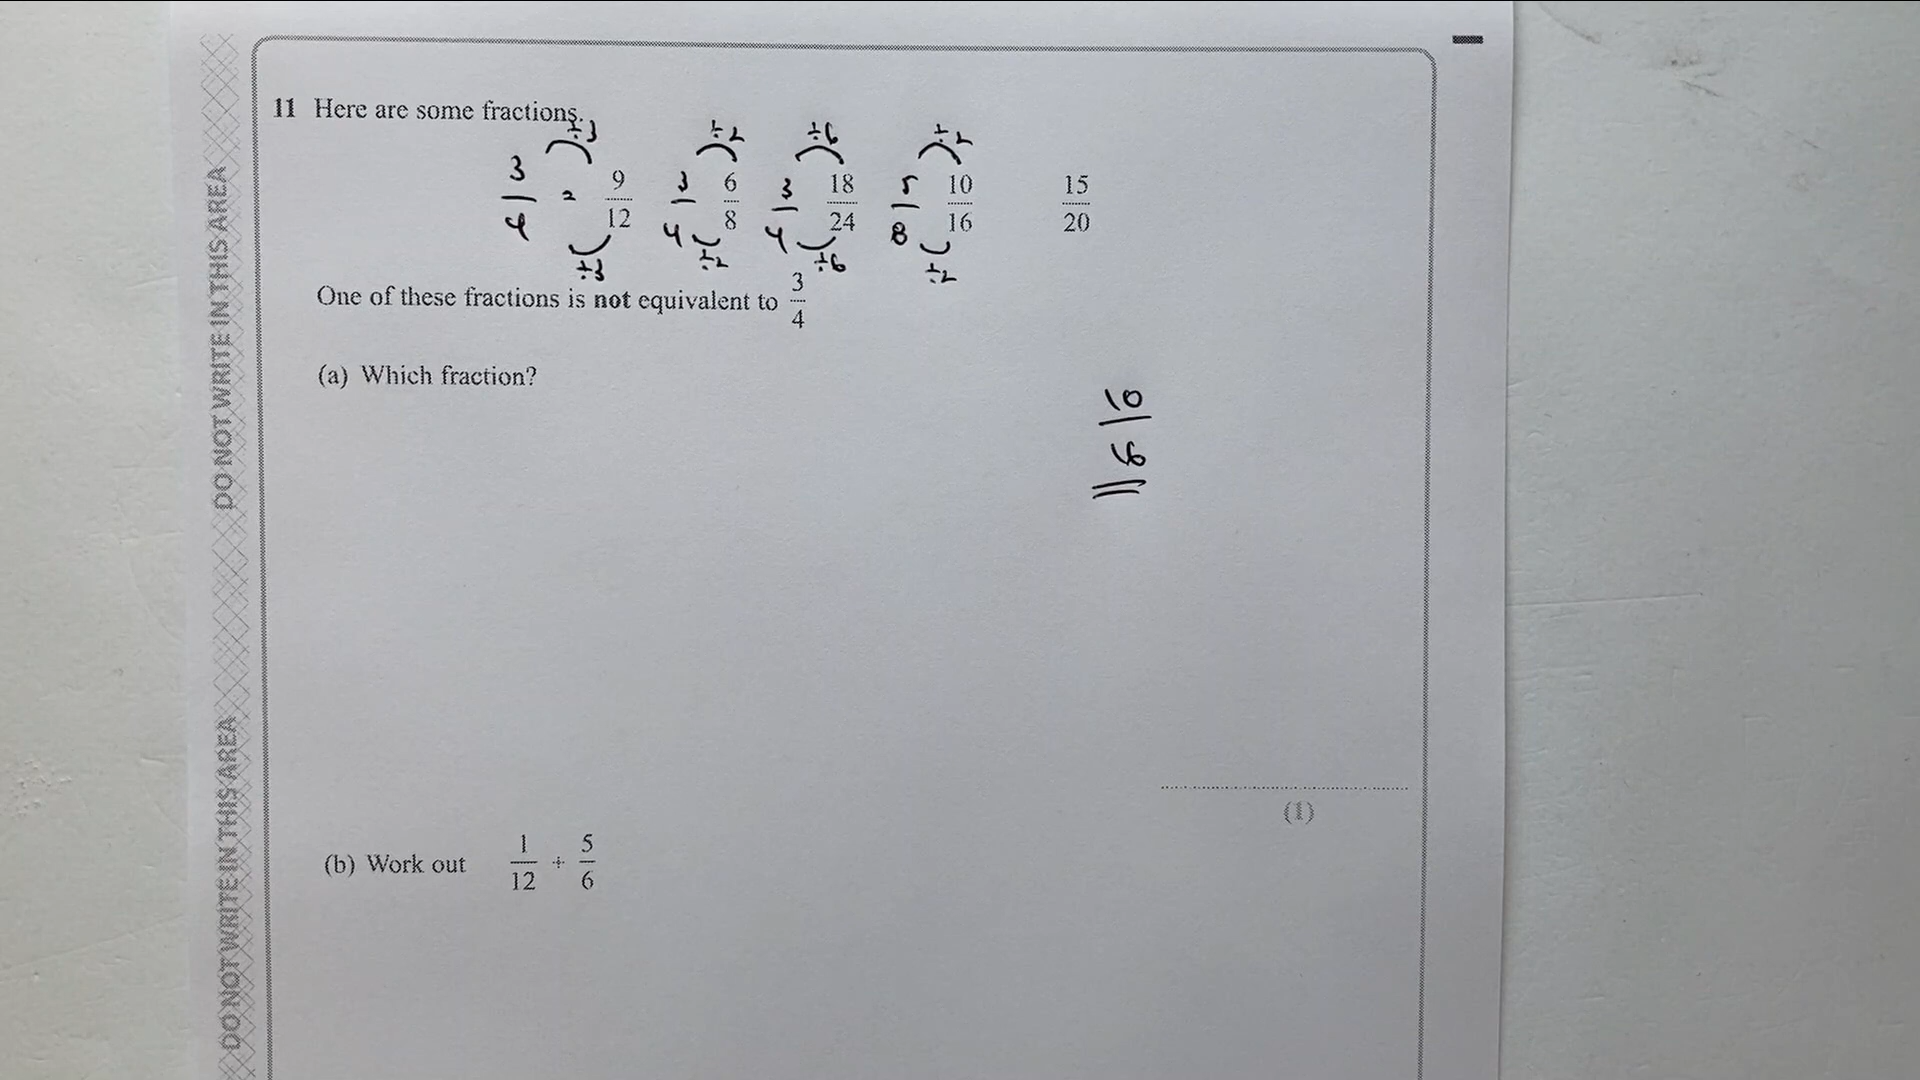 11 Here are some fractions.
÷3 ÷2 ÷6 ÷2
3/4 = 9/12 3/4 6/8 3/4 18/24 5/8 10/16 15/20
÷3 ÷2 ÷6 ÷2
One of these fractions is not equivalent to 3/4
(a) Which fraction?
10/16
(1)
(b) Work out 1/12 + 5/6
DO NOT WRITE IN THIS AREA
DO NOT WRITE IN THIS AREA